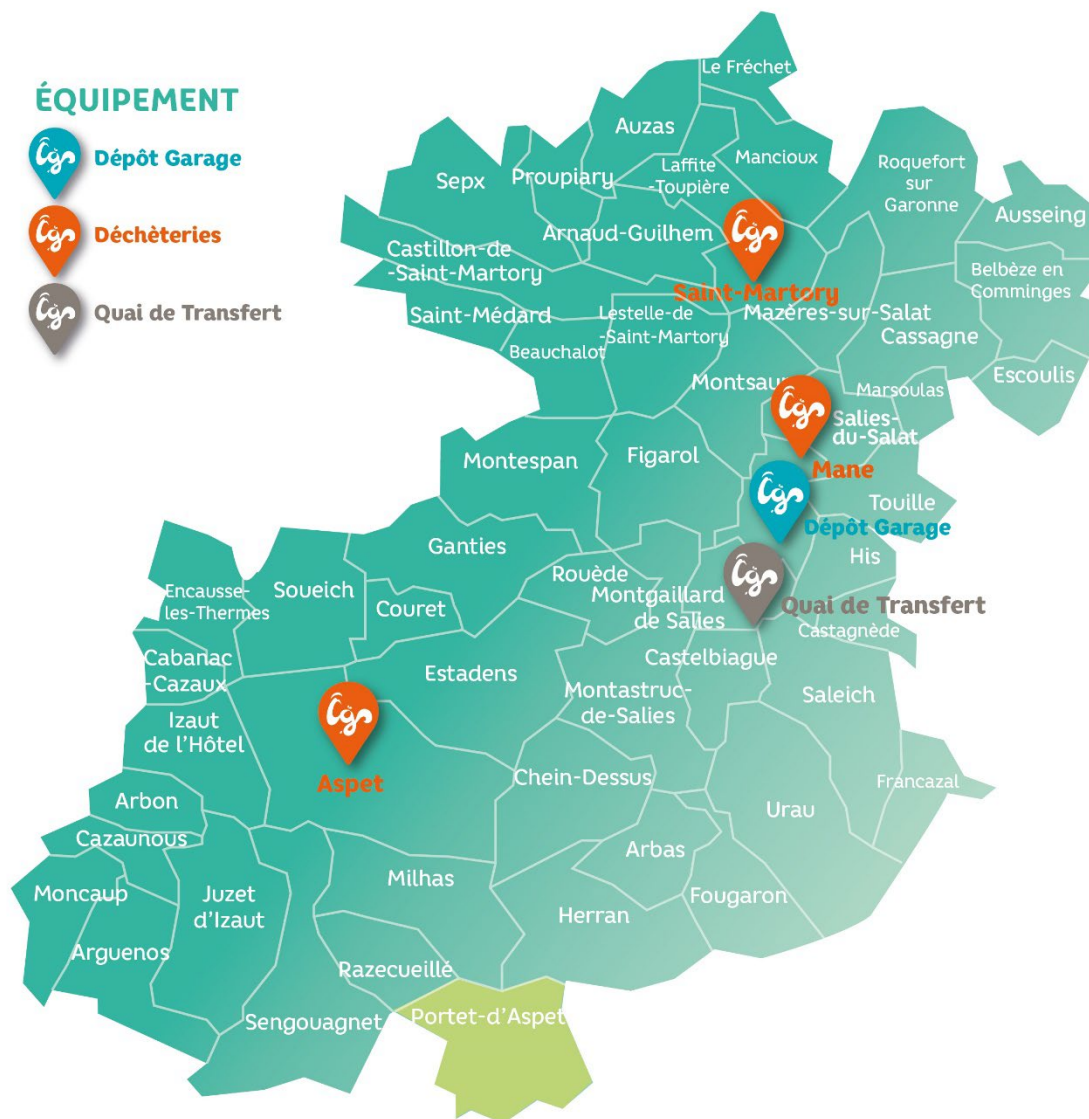 ÉQUIPEMENT
Dépôt Garage
Déchèteries
Quai de Transfert
Le Fréchet
Auzas
Laffite
-Toupière
Mancioux
Sepx
Proupiary
Roquefort
sur
Garonne
Ausseing
Arnaud-Guilhem
Castillon-de
-Saint-Martory
Belbèze en
Comminges
Saint-Martory
Saint-Médard
Lestelle-de
-Saint-Martory
Mazères-sur-Salat
Cassagne
Beauchalot
Escoulis
Marsoulas
Salies-
du-Salat
Montespan
Figarol
Mane
Touille
Dépôt Garage
Ganties
His
Rouède
Encausse-
les-Thermes
Soueich
Couret
Montgaillard
de Salies
Quai de Transfert
Castagnède
Cabanac
-Cazaux
Estadens
Castelbiague
Saleich
Montastruc-
de-Salies
Izaut
de l'Hôtel
Aspet
Chein-Dessus
Francazal
Arbon
Urau
Cazaunous
Arbas
Moncaup
Juzet
d'Izaut
Milhas
Fougaron
Herran
Arguenos
Razecueillé
Sengouagnet
Portet-d'Aspet